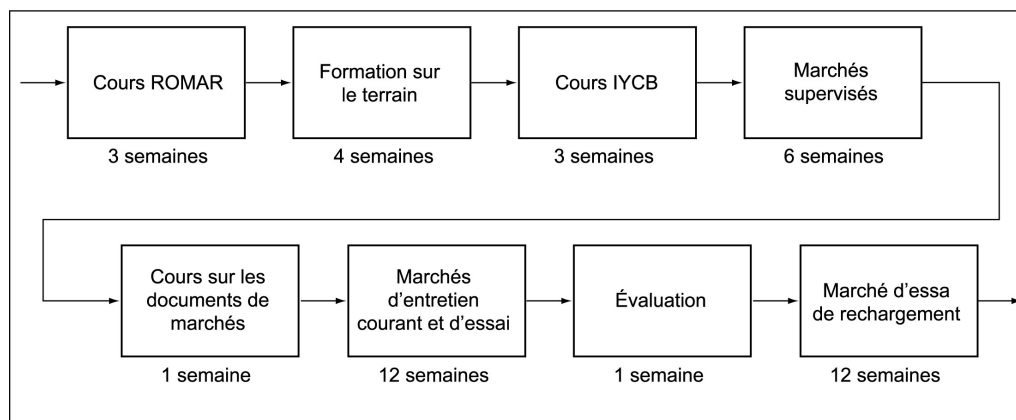 Cours ROMAR
3 semaines
Formation sur
le terrain
4 semaines
Cours IYCB
3 semaines
Marchés
supervisés
6 semaines
Cours sur les
documents de
marchés
1 semaine
Marchés
d'entretien
courant et d'essai
12 semaines
Évaluation
1 semaine
Marché d'essa
de rechargement
12 semaines